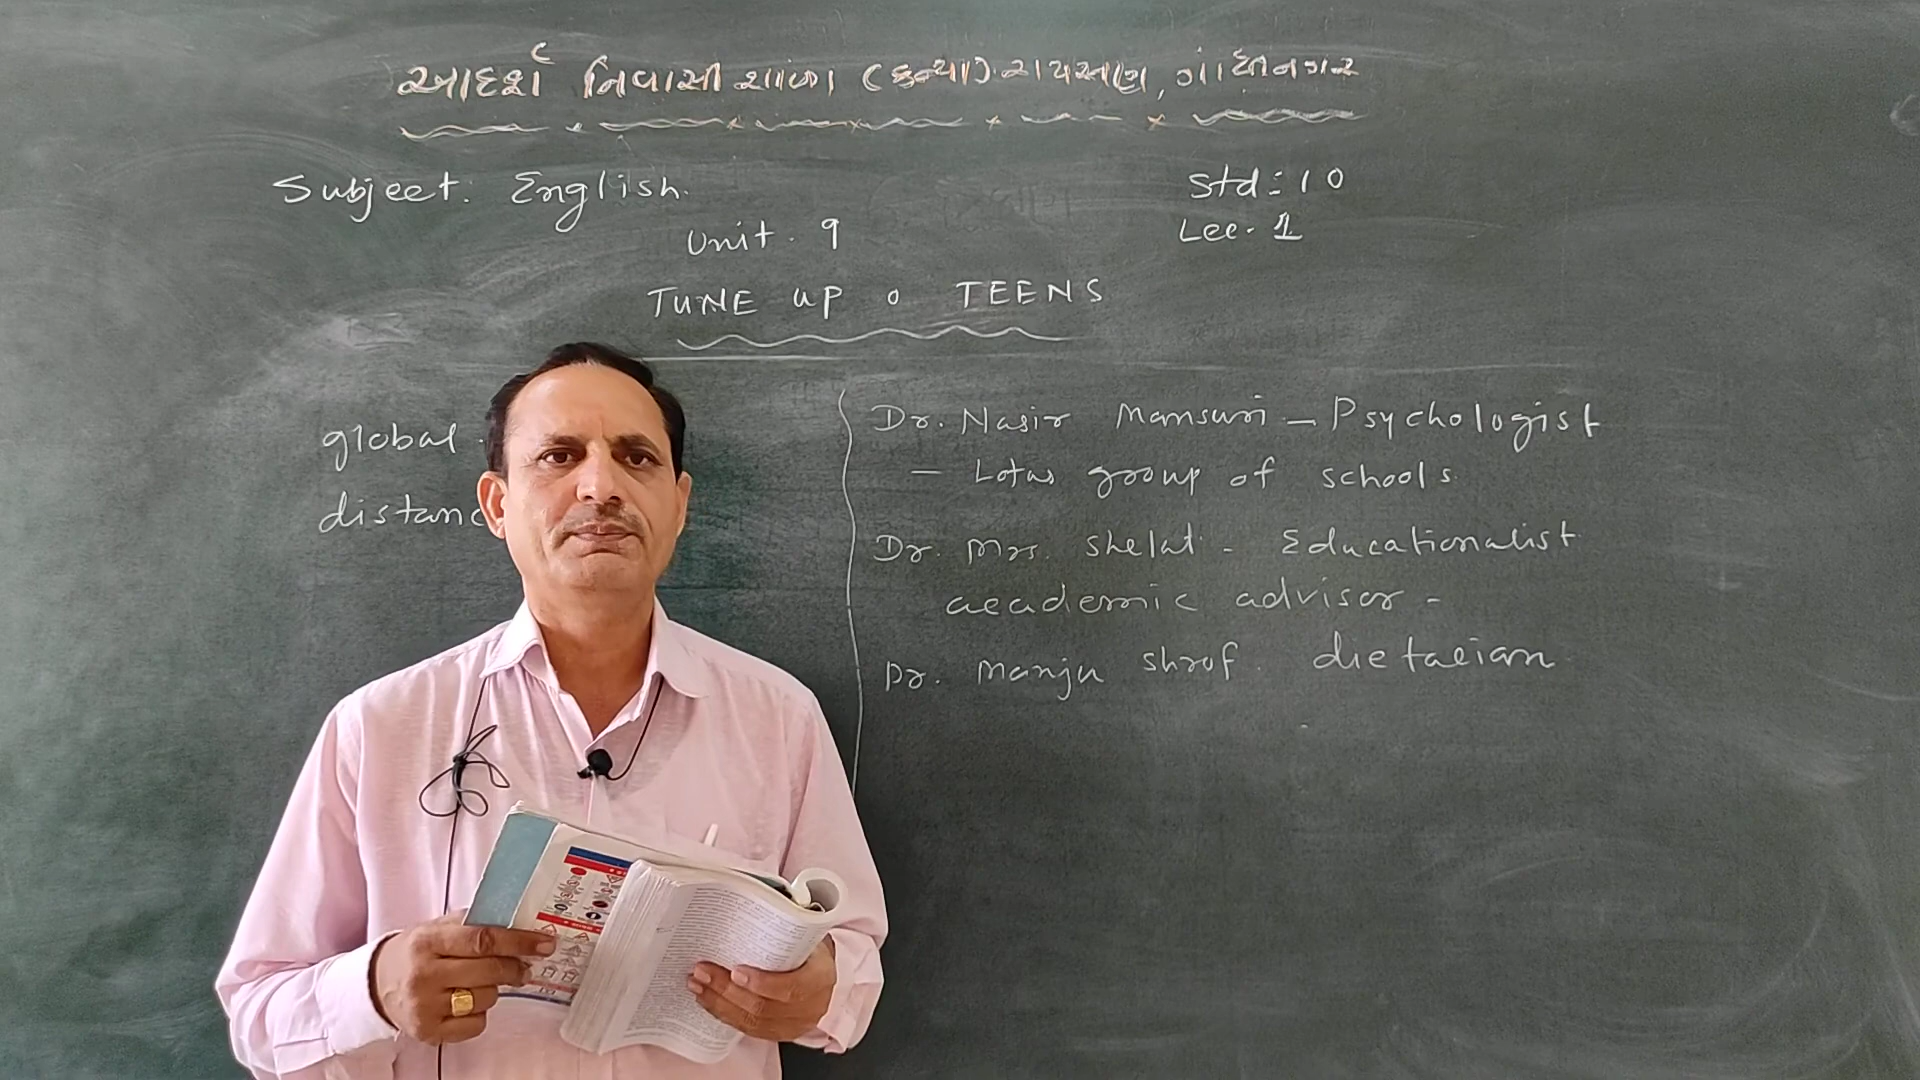 આદર્શ નિવાસી શાળા (કન્યા) રાયસણ, ગાંધીનગર
Subject: English.
Std: 10
Unit. 9
Lec. 1
TUNE UP O TEENS
global
distanc
Dr. Nasir Mansuri - Psychologist
- Lotus group of schools.
Dr. Mrs. Shelat - Educationalist
academic advisor -
Dr. Manju Shrof. dietacian